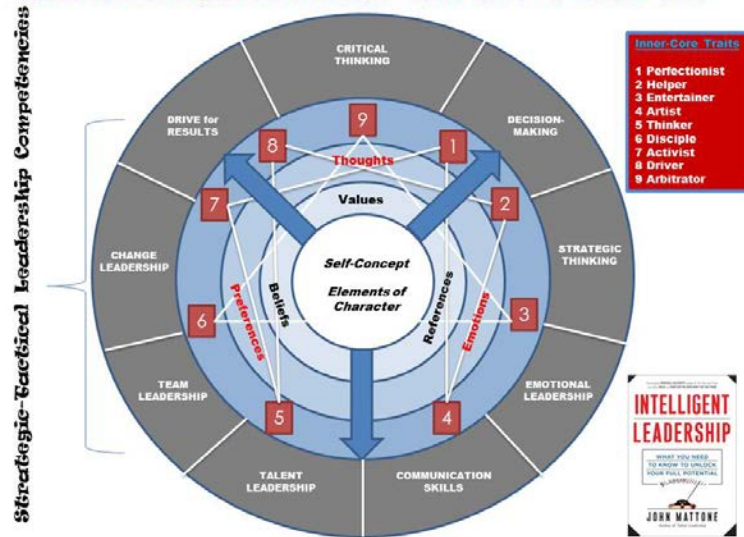 Strategic-Tactical Leadership Competencies
CRITICAL
THINKING
DECISION-
MAKING
STRATEGIC
THINKING
EMOTIONAL
LEADERSHIP
COMMUNICATION
SKILLS
TALENT
LEADERSHIP
TEAM
LEADERSHIP
CHANGE
LEADERSHIP
DRIVE for
RESULTS
9
1
2
3
4
5
6
7
8
Thoughts
Values
Self-Concept
Elements of
Character
Preferences
Beliefs
References
Emotions
Inner-Core Traits
1 Perfectionist
2 Helper
3 Entertainer
4 Artist
5 Thinker
6 Disciple
7 Activist
8 Driver
9 Arbitrator
INTELLIGENT
LEADERSHIP
WHAT YOU NEED
TO KNOW TO UNLOCK
YOUR FULL POTENTIAL
JOHN MATTONE